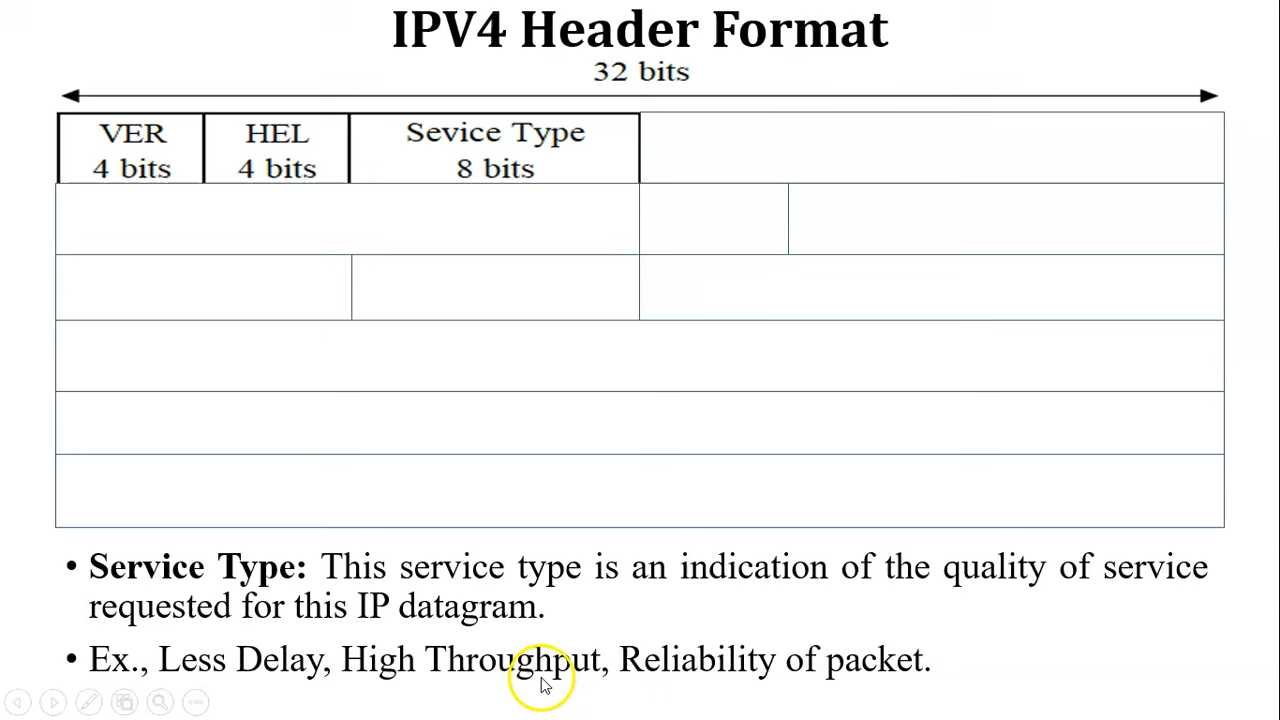 IPV4 Header Format
32 bits
VER HEL Sevice Type
4 bits 4 bits 8 bits
• Service Type: This service type is an indication of the quality of service
requested for this IP datagram.
• Ex., Less Delay, High Throughput, Reliability of packet.